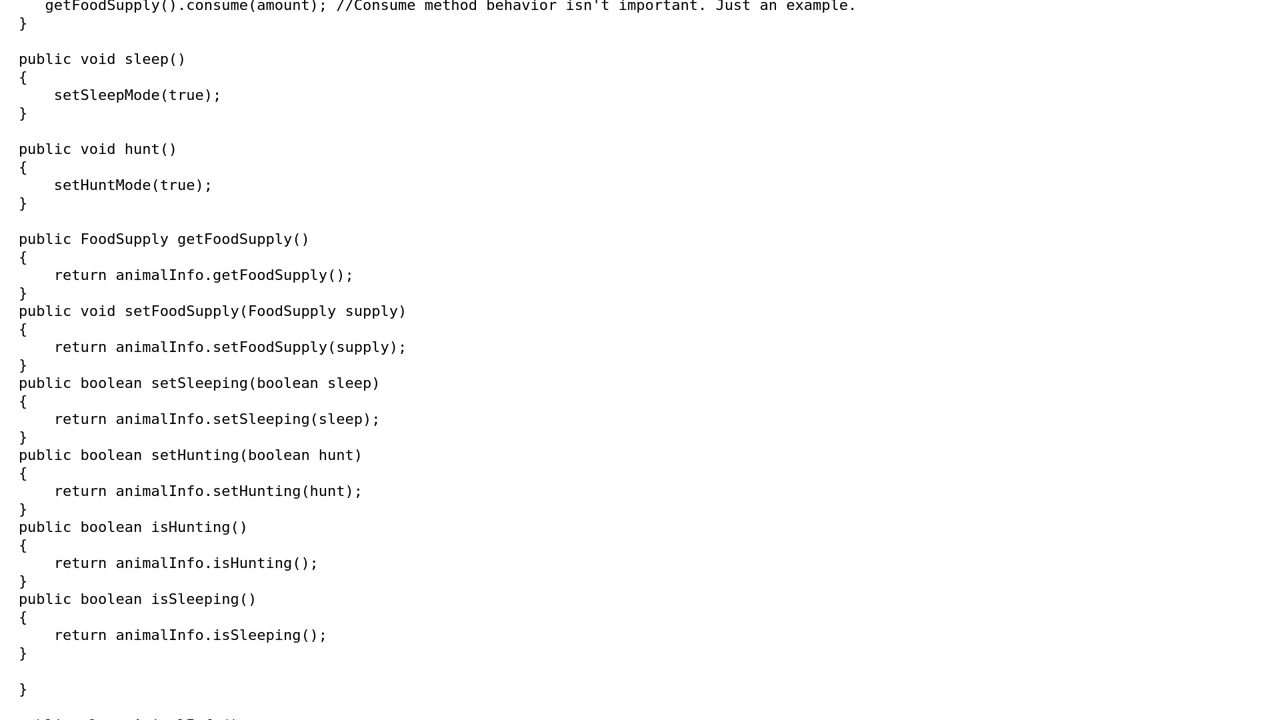 getFoodSupply().consume(amount); //Consume method behavior isn't important. Just an example.
}
public void sleep()
{
setSleepMode(true);
}
public void hunt()
{
setHuntMode(true);
}
public FoodSupply getFoodSupply()
{
return animalInfo.getFoodSupply();
}
public void setFoodSupply(FoodSupply supply)
{
return animalInfo.setFoodSupply(supply);
}
public boolean setSleeping(boolean sleep)
{
return animalInfo.setSleeping(sleep);
}
public boolean setHunting(boolean hunt)
{
return animalInfo.setHunting(hunt);
}
public boolean isHunting()
{
return animalInfo.isHunting();
}
public boolean isSleeping()
{
return animalInfo.isSleeping();
}
}